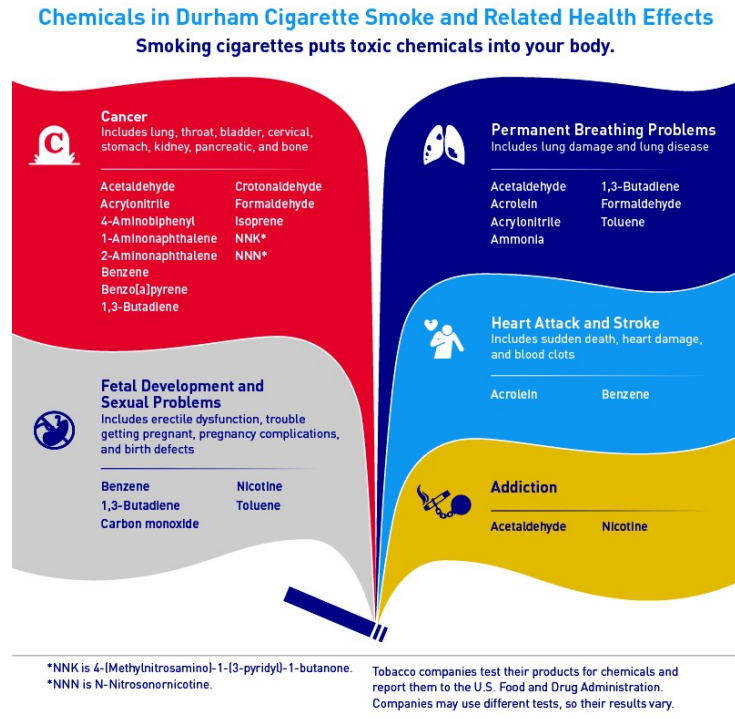 Chemicals in Durham Cigarette Smoke and Related Health Effects
Smoking cigarettes puts toxic chemicals into your body.
C
Cancer
Includes lung, throat, bladder, cervical,
stomach, kidney, pancreatic, and bone
Acetaldehyde
Acrylonitrile
4-Aminobiphenyl
1-Aminonaphthalene
2-Aminonaphthalene
Benzene
Benzo[a]pyrene
1,3-Butadiene
Crotonaldehyde
Formaldehyde
Isoprene
NNK*
NNN*
Permanent Breathing Problems
Includes lung damage and lung disease
Acetaldehyde
Acrolein
Acrylonitrile
Ammonia
1,3-Butadiene
Formaldehyde
Toluene
Fetal Development and
Sexual Problems
Includes erectile dysfunction, trouble
getting pregnant, pregnancy complications,
and birth defects
Benzene
1,3-Butadiene
Carbon monoxide
Nicotine
Toluene
Heart Attack and Stroke
Includes sudden death, heart damage,
and blood clots
Acrolein
Benzene
Addiction
Acetaldehyde
Nicotine
*NNK is 4-(Methylnitrosamino)-1-(3-pyridyl)-1-butanone.
*NNN is N-Nitrosonornicotine.
Tobacco companies test their products for chemicals and
report them to the U.S. Food and Drug Administration.
Companies may use different tests, so their results vary.